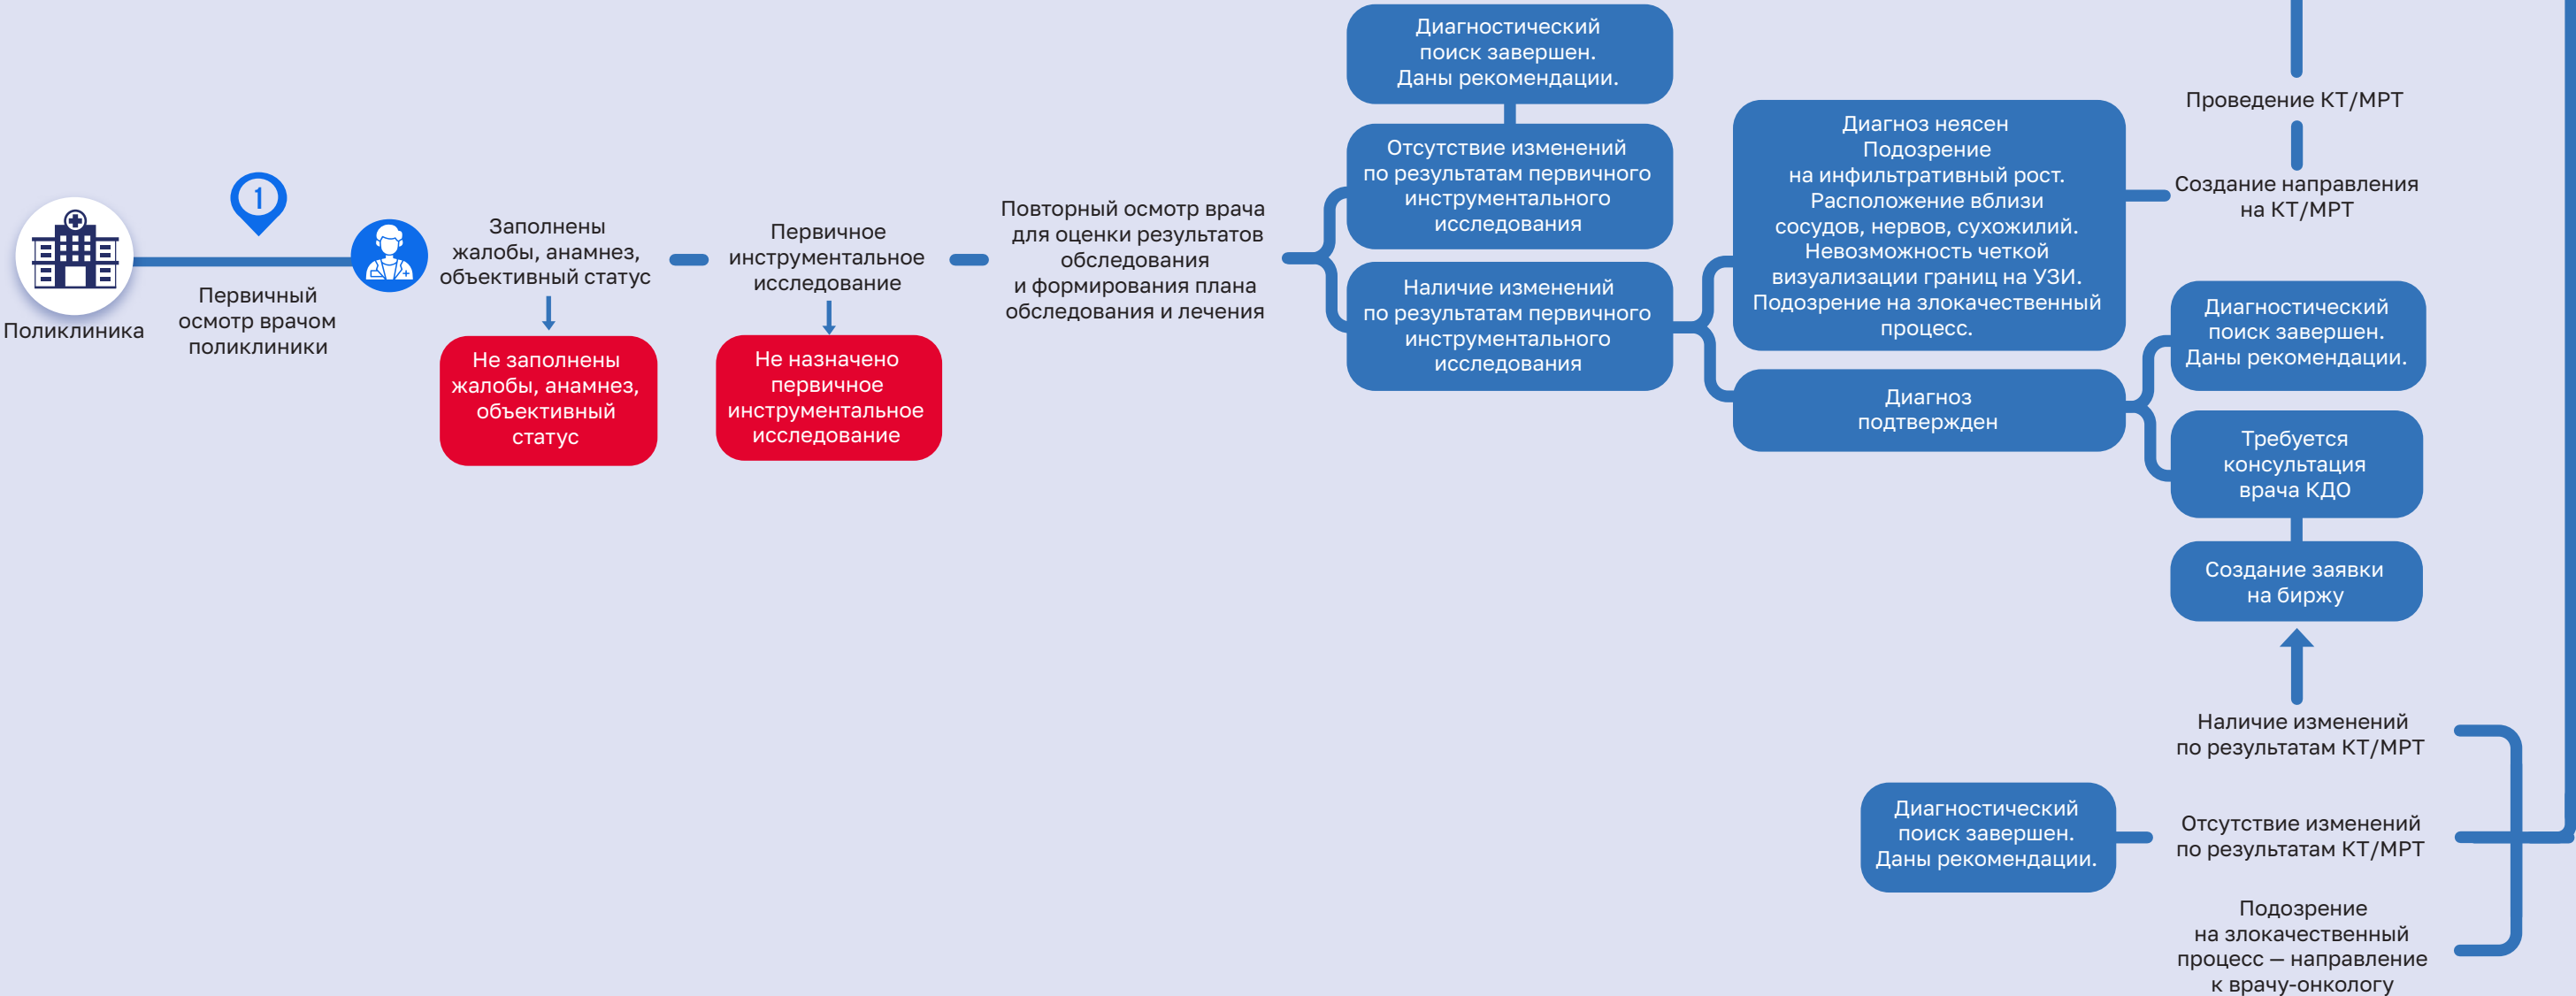 Поликлиника
1
Первичный
осмотр врачом
поликлиники
Заполнены
жалобы, анамнез,
объективный статус
Не заполнены
жалобы, анамнез,
объективный
статус
Первичное
инструментальное
исследование
Не назначено
первичное
инструментальное
исследование
Повторный осмотр врача
для оценки результатов
обследования
и формирования плана
обследования и лечения
Диагностический
поиск завершен.
Даны рекомендации.
Отсутствие изменений
по результатам первичного
инструментального
исследования
Наличие изменений
по результатам первичного
инструментального
исследования
Диагноз неясен
Подозрение
на инфильтративный рост.
Расположение вблизи
сосудов, нервов, сухожилий.
Невозможность четкой
визуализации границ на УЗИ.
Подозрение на злокачественный
процесс.
Диагноз
подтвержден
Проведение КТ/МРТ
Создание направления
на КТ/МРТ
Диагностический
поиск завершен.
Даны рекомендации.
Требуется
консультация
врача КДО
Создание заявки
на биржу
Наличие изменений
по результатам КТ/МРТ
Диагностический
поиск завершен.
Даны рекомендации.
Отсутствие изменений
по результатам КТ/МРТ
Подозрение
на злокачественный
процесс — направление
к врачу-онкологу